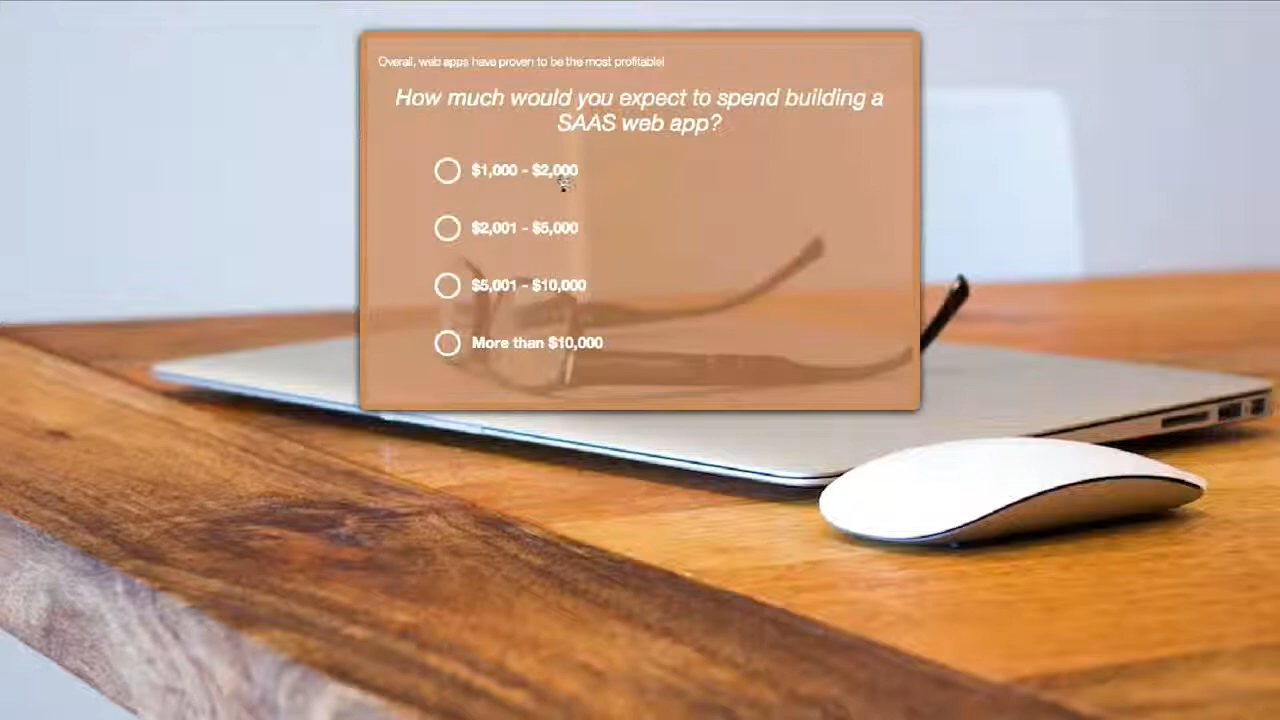 Overall, web apps have proven to be the most profitable!
How much would you expect to spend building a
SAAS web app?
$1,000 - $2,000
$2,001 - $5,000
$5,001 - $10,000
More than $10,000